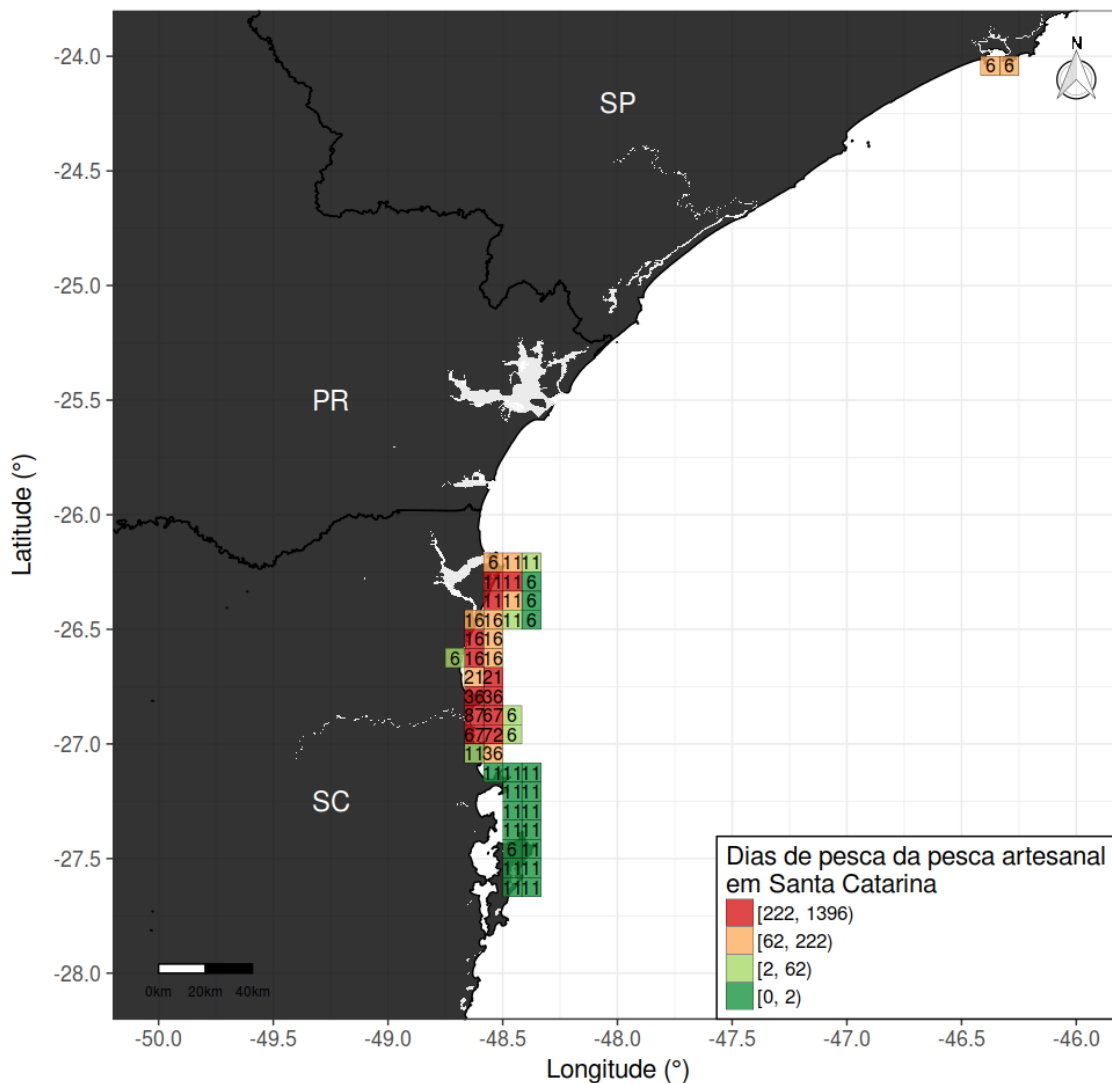 -24.0
-24.5
-25.0
-25.5
-26.0
-26.5
-27.0
-27.5
-28.0
Latitude (°)
SP
PR
SC
N
6 6
6 11 11
11 11 6
11 11 6
16 16 11 6
16 16
6 16 16
21 21
36 36
37 67 6
67 72 6
11 36
11 11 11
11 11
11 11
11 11
6 11
11 11
11 11
Dias de pesca da pesca artesanal
em Santa Catarina
[222, 1396)
[62, 222)
[2, 62)
[0, 2)
0km 20km 40km
-50.0 -49.5 -49.0 -48.5 -48.0 -47.5 -47.0 -46.5 -46.0
Longitude (°)